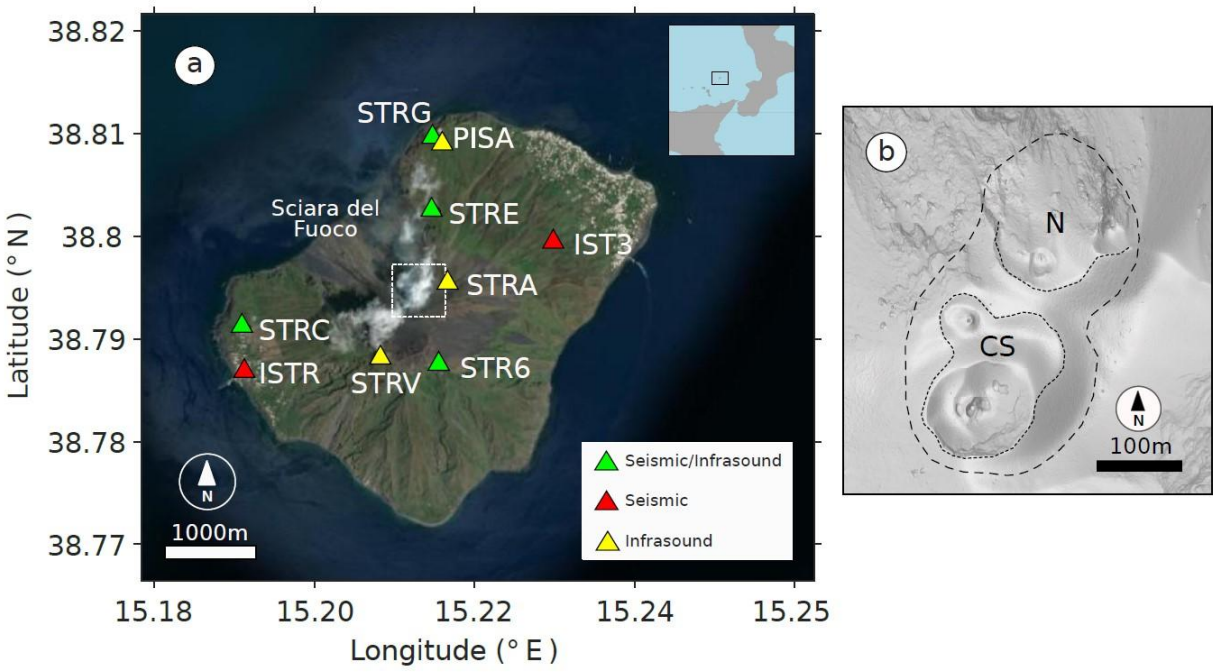 38.82
38.81
38.8
38.79
38.78
38.77
Latitude (° N)
a
STRG
PISA
Sciara del
Fuoco
STRE
IST3
STRA
STRC
ISTR
STRV
STR6
N
1000m
Seismic/Infrasound
Seismic
Infrasound
15.18
15.20
15.22
15.24
15.25
Longitude (° E)
b
N
CS
N
100m